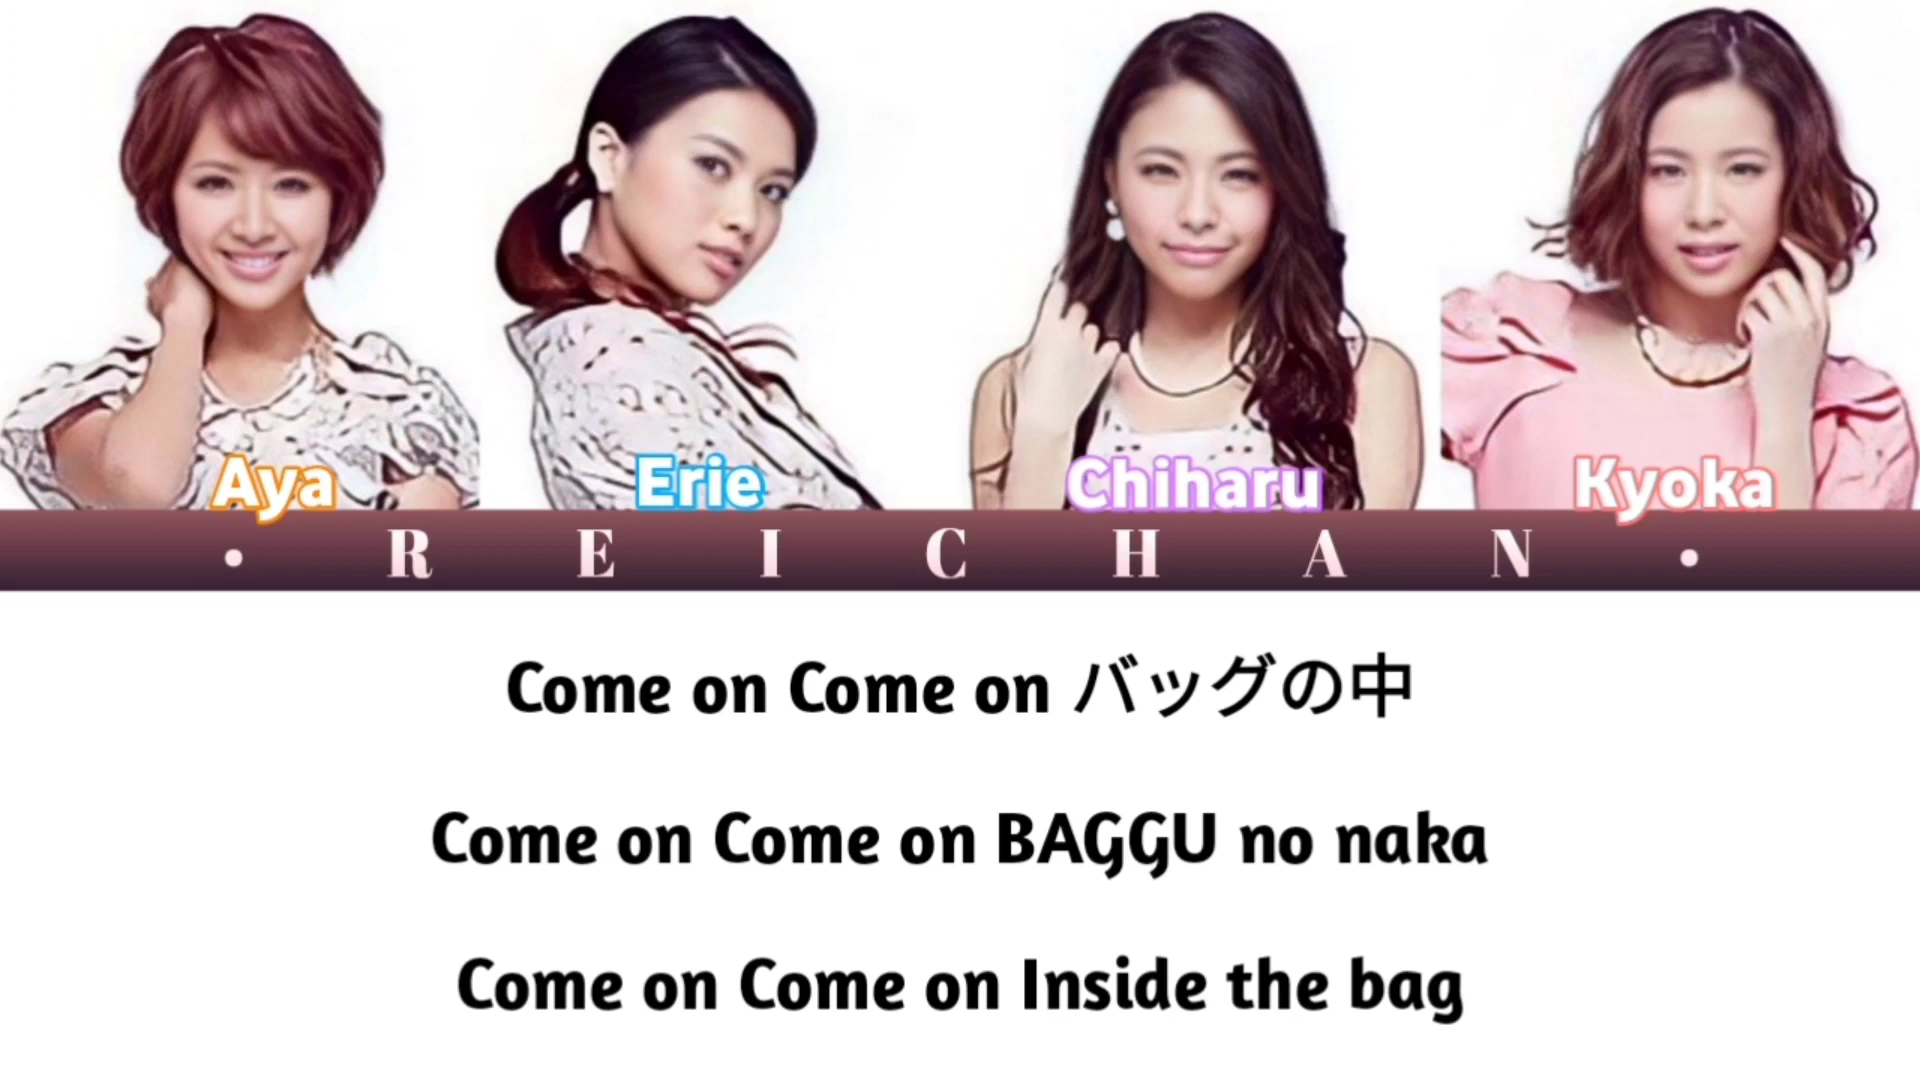 Aya Erie Chiharu Kyoka
• R E I C H A N •
Come on Come on バッグの中
Come on Come on BAGGU no naka
Come on Come on Inside the bag